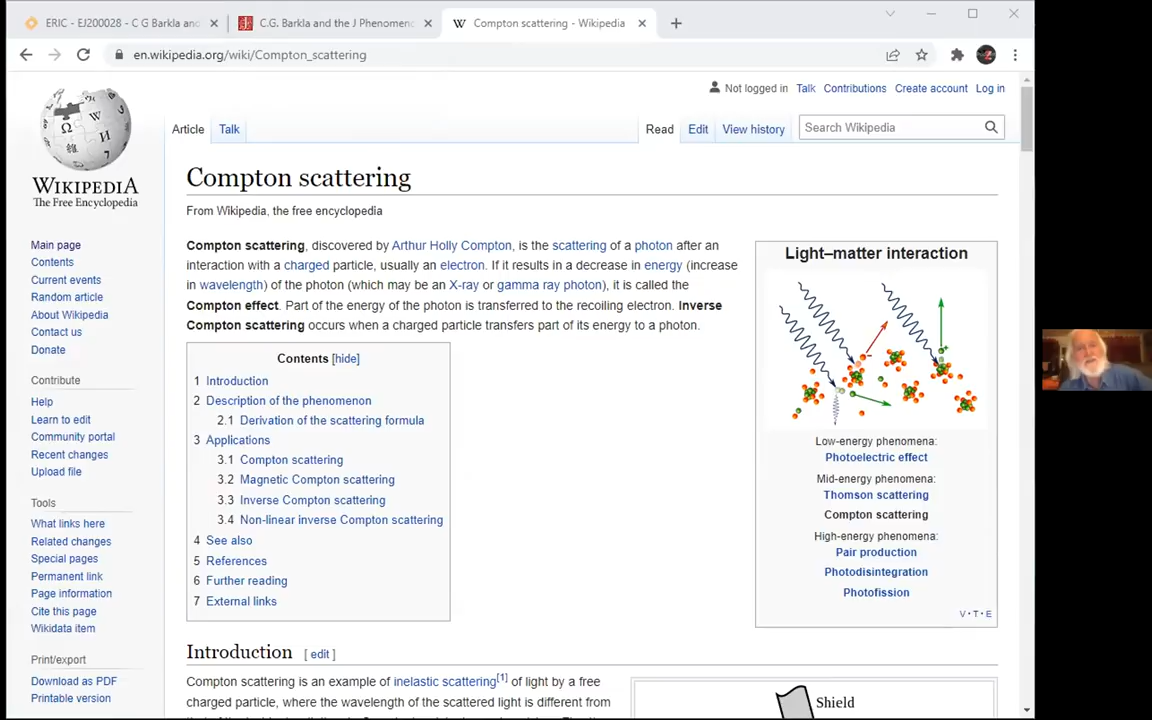 ERIC - EJ200028 - C G Barkla an
C.G. Barkla and the J Phenomeno
Compton scattering - Wikipedia
en.wikipedia.org/wiki/Compton_scattering
Not logged in Talk Contributions Create account Log in
Article Talk Read Edit View history Search Wikipedia
WIKIPEDIA
The Free Encyclopedia
Main page
Contents
Current events
Random article
About Wikipedia
Contact us
Donate
Contribute
Help
Learn to edit
Community portal
Recent changes
Upload file
Tools
What links here
Related changes
Special pages
Permanent link
Page information
Cite this page
Wikidata item
Print/export
Download as PDF
Printable version
Compton scattering
From Wikipedia, the free encyclopedia
Compton scattering, discovered by Arthur Holly Compton, is the scattering of a photon after an
interaction with a charged particle, usually an electron. If it results in a decrease in energy (increase
in wavelength) of the photon (which may be an X-ray or gamma ray photon), it is called the
Compton effect. Part of the energy of the photon is transferred to the recoiling electron. Inverse
Compton scattering occurs when a charged particle transfers part of its energy to a photon.
Contents [hide]
1 Introduction
2 Description of the phenomenon
2.1 Derivation of the scattering formula
3 Applications
3.1 Compton scattering
3.2 Magnetic Compton scattering
3.3 Inverse Compton scattering
3.4 Non-linear inverse Compton scattering
4 See also
5 References
6 Further reading
7 External links
Light–matter interaction
Low-energy phenomena:
Photoelectric effect
Mid-energy phenomena:
Thomson scattering
Compton scattering
High-energy phenomena:
Pair production
Photodisintegration
Photofission
V·T·E
Introduction [ edit ]
Compton scattering is an example of inelastic scattering[1] of light by a free
charged particle, where the wavelength of the scattered light is different from
Shield